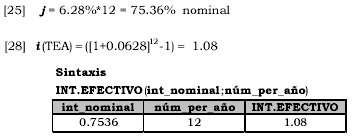 [25] j = 6.28%*12 = 75.36% nominal
[28] i (TEA) = ([1+0.0628]¹²-1) = 1.08
Sintaxis
INT.EFECTIVO(int_nominal;núm_per_año)
int_nominal núm_per_año INT.EFECTIVO
0.7536 12 1.08